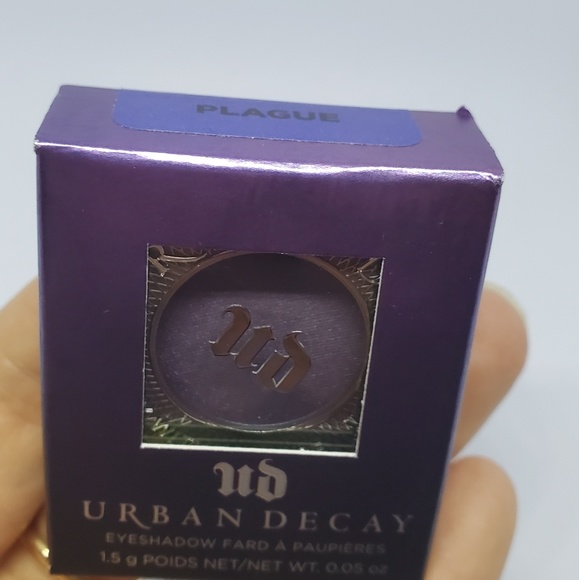 PLAGUE
ud
ud
URBAN DECAY
EYESHADOW FARD À PAUPIÈRES
1.5 g POIDS NET/NET WT. 0.05 oz